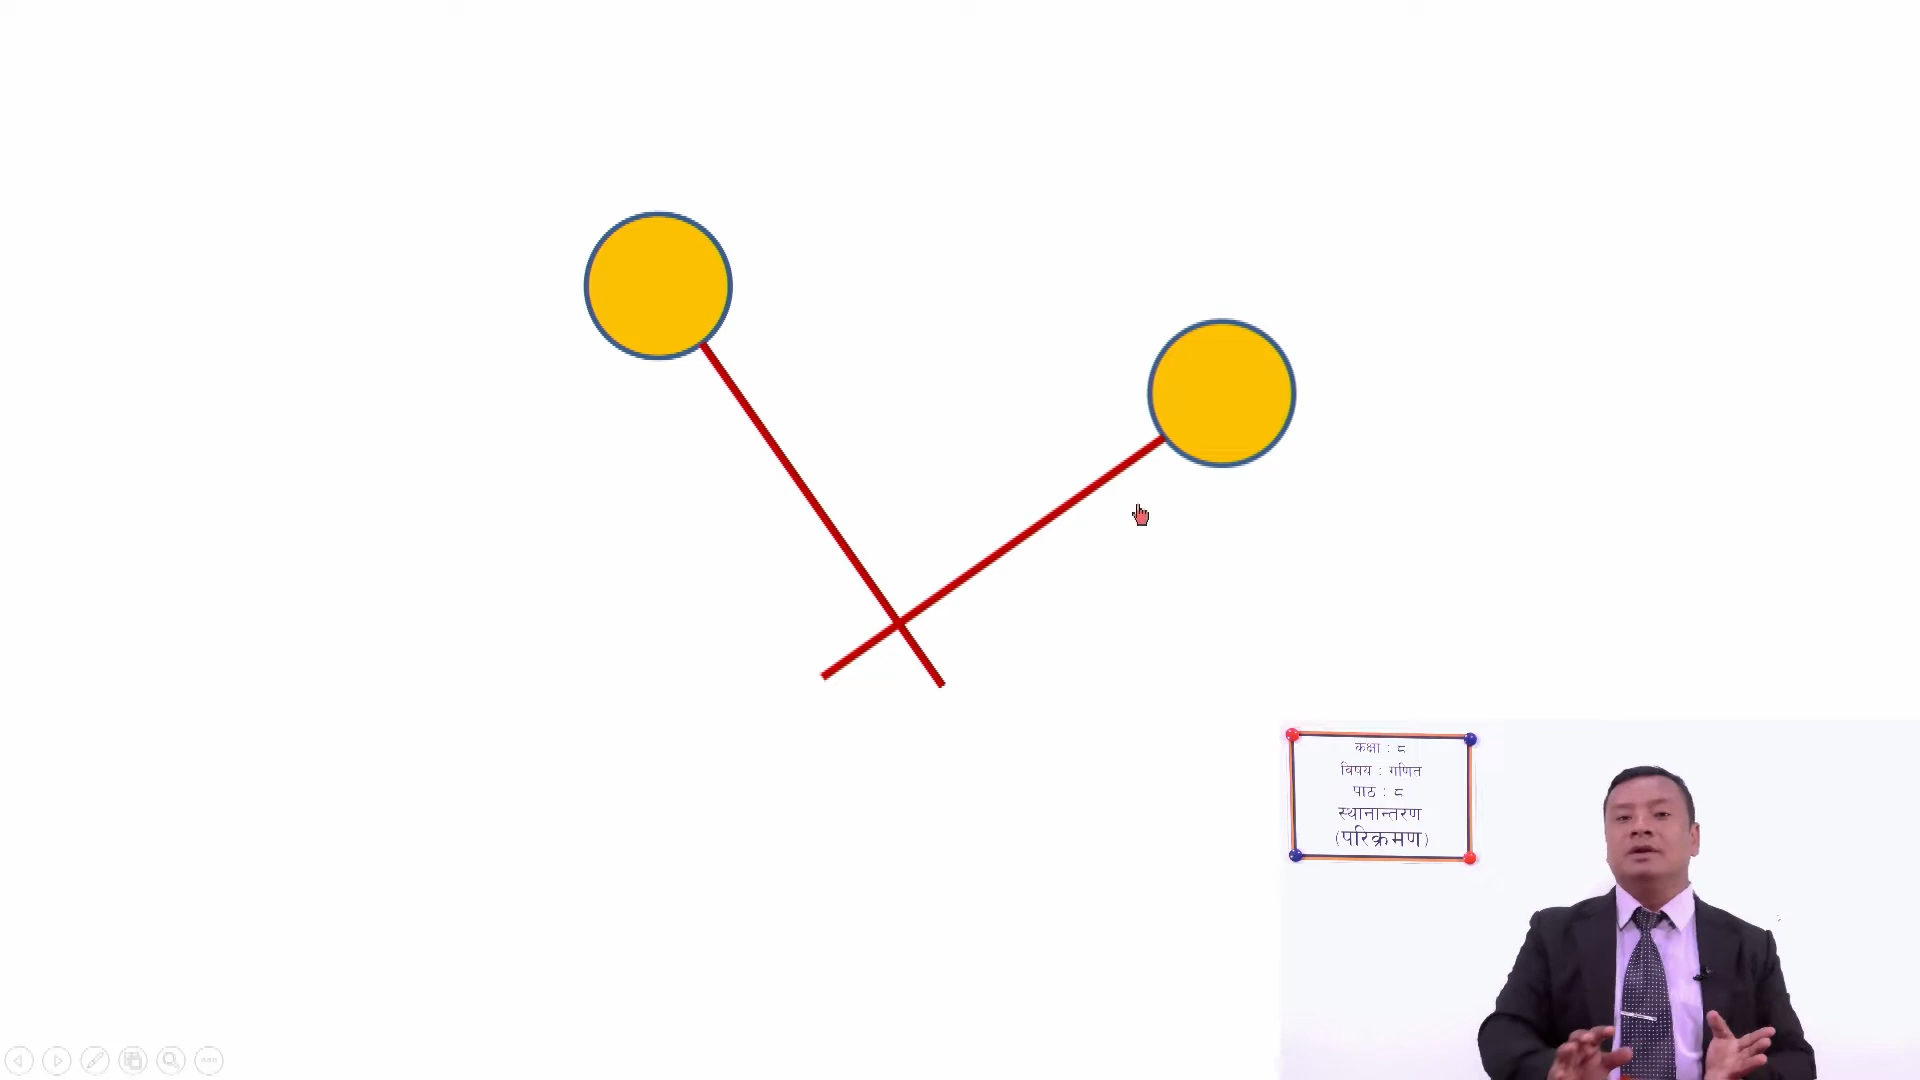 कक्षा : ८
विषय : गणित
पाठ : ८
स्थानान्तरण
(परिक्रमण)